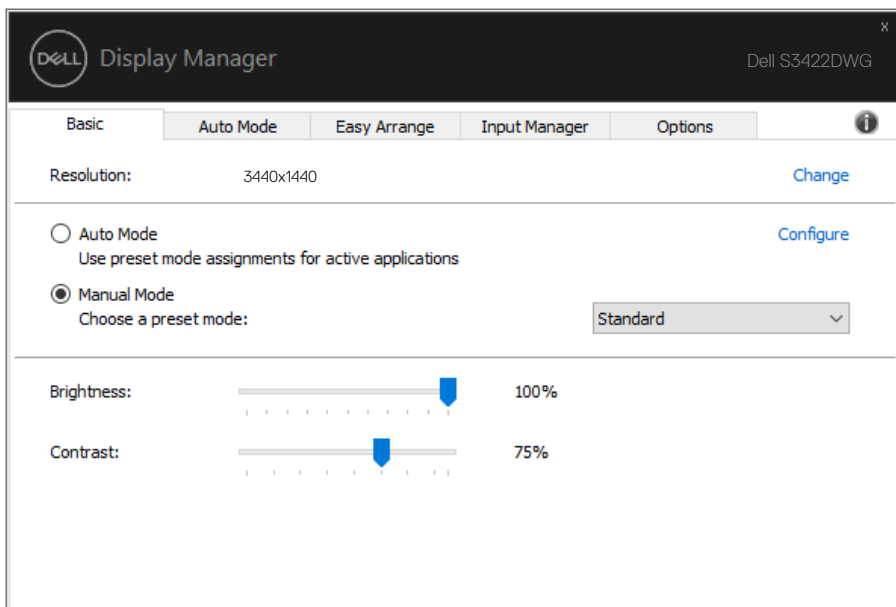 x
DELL Display Manager
Dell S3422DWG
Basic Auto Mode Easy Arrange Input Manager Options i
Resolution: 3440x1440 Change
Auto Mode Configure
Use preset mode assignments for active applications
Manual Mode
Choose a preset mode: Standard
Brightness: 100%
Contrast: 75%